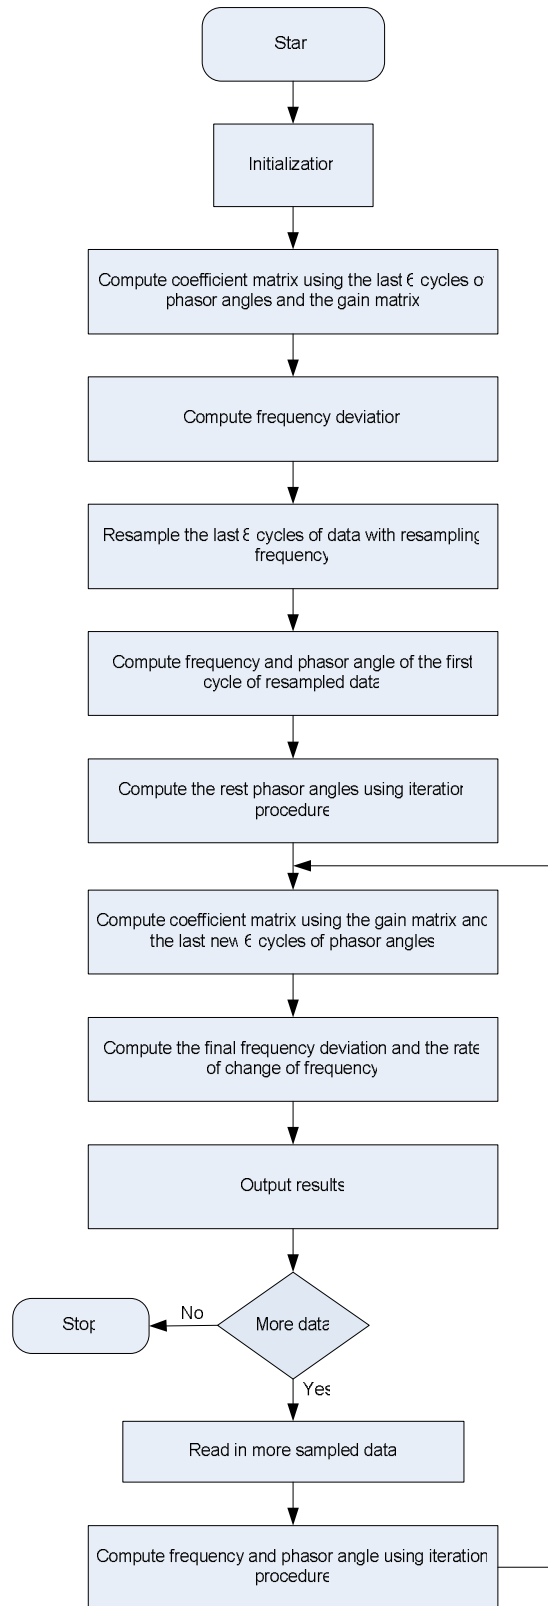 Star
Initialization
Compute coefficient matrix using the last 6 cycles of
phasor angles and the gain matrix
Compute frequency deviation
Resample the last 8 cycles of data with resampling
frequency
Compute frequency and phasor angle of the first
cycle of resampled data
Compute the rest phasor angles using iteration
procedure
Compute coefficient matrix using the gain matrix and
the last new 6 cycles of phasor angles
Compute the final frequency deviation and the rate
of change of frequency
Output results
More data
No
Stop
Yes
Read in more sampled data
Compute frequency and phasor angle using iteration
procedure